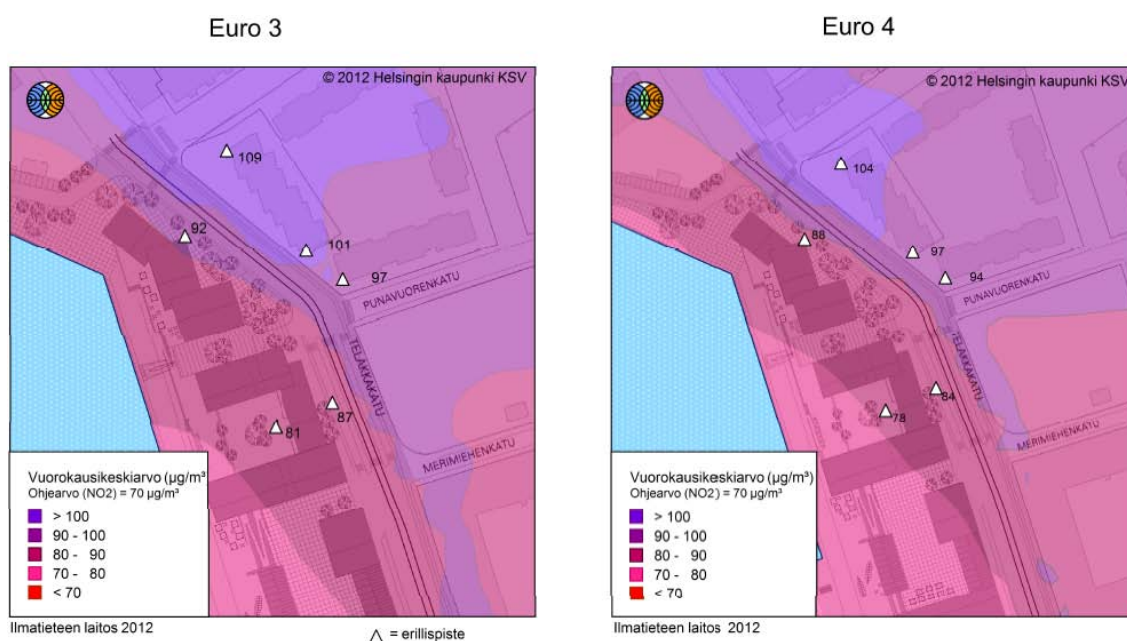 Euro 3
© 2012 Helsingin kaupunki KSV
109
92
101
97
PUNAVUORENKATU
TELAKKAKATU
87
81
MERIMIEHENKATU
Vuorokausikeskiarvo (µg/m³)
Ohjearvo (NO2) = 70 µg/m³
> 100
90 - 100
80 - 90
70 - 80
< 70
Ilmatieteen laitos 2012
△ = erillispiste
Euro 4
© 2012 Helsingin kaupunki KSV
104
88
97
94
PUNAVUORENKATU
TELAKKAKATU
84
78
MERIMIEHENKATU
Vuorokausikeskiarvo (µg/m³)
Ohjearvo (NO2) = 70 µg/m³
> 100
90 - 100
80 - 90
70 - 80
< 70
Ilmatieteen laitos 2012